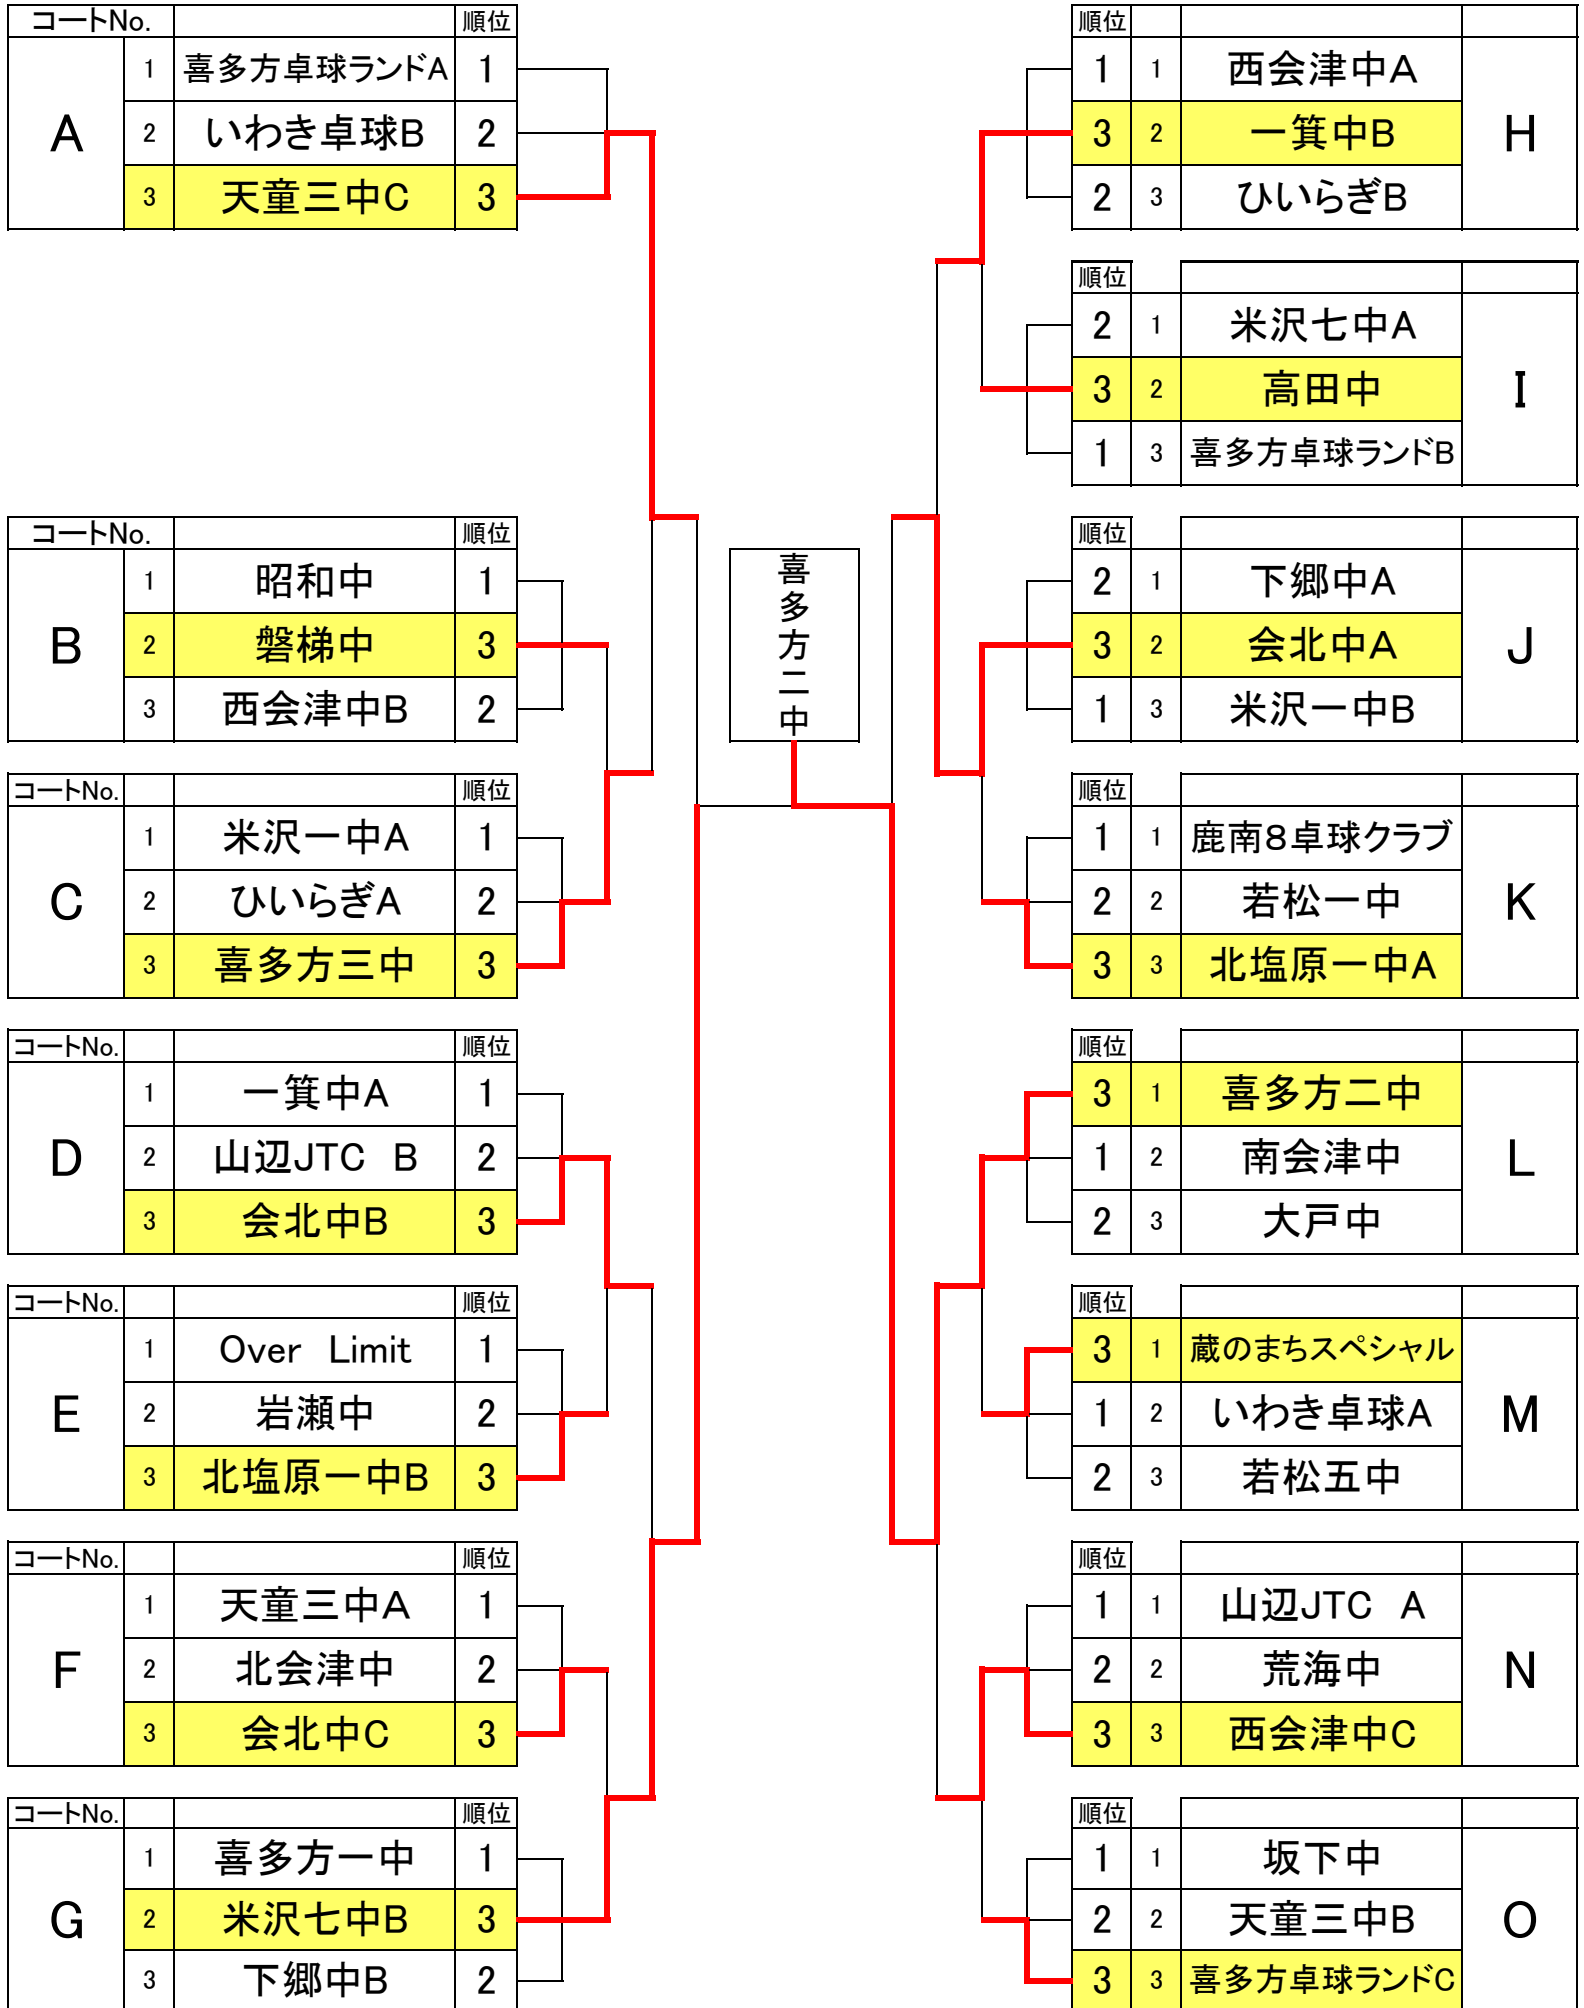 コートNo. 順位
A
1 喜多方卓球ランドA 1
2 いわき卓球B 2
3 天童三中C 3
コートNo. 順位
B
1 昭和中 1
2 磐梯中 3
3 西会津中B 2
コートNo. 順位
C
1 米沢一中A 1
2 ひいらぎA 2
3 喜多方三中 3
コートNo. 順位
D
1 一箕中A 1
2 山辺JTC B 2
3 会北中B 3
コートNo. 順位
E
1 Over Limit 1
2 岩瀬中 2
3 北塩原一中B 3
コートNo. 順位
F
1 天童三中A 1
2 北会津中 2
3 会北中C 3
コートNo. 順位
G
1 喜多方一中 1
2 米沢七中B 3
3 下郷中B 2
喜多方二中
順位
1 1 西会津中A
3 2 一箕中B
2 3 ひいらぎB
H
順位
2 1 米沢七中A
3 2 高田中
1 3 喜多方卓球ランドB
I
順位
2 1 下郷中A
3 2 会北中A
1 3 米沢一中B
J
順位
1 1 鹿南8卓球クラブ
2 2 若松一中
3 3 北塩原一中A
K
順位
3 1 喜多方二中
1 2 南会津中
2 3 大戸中
L
順位
3 1 蔵のまちスペシャル
1 2 いわき卓球A
2 3 若松五中
M
順位
1 1 山辺JTC A
2 2 荒海中
3 3 西会津中C
N
順位
1 1 坂下中
2 2 天童三中B
3 3 喜多方卓球ランドC
O